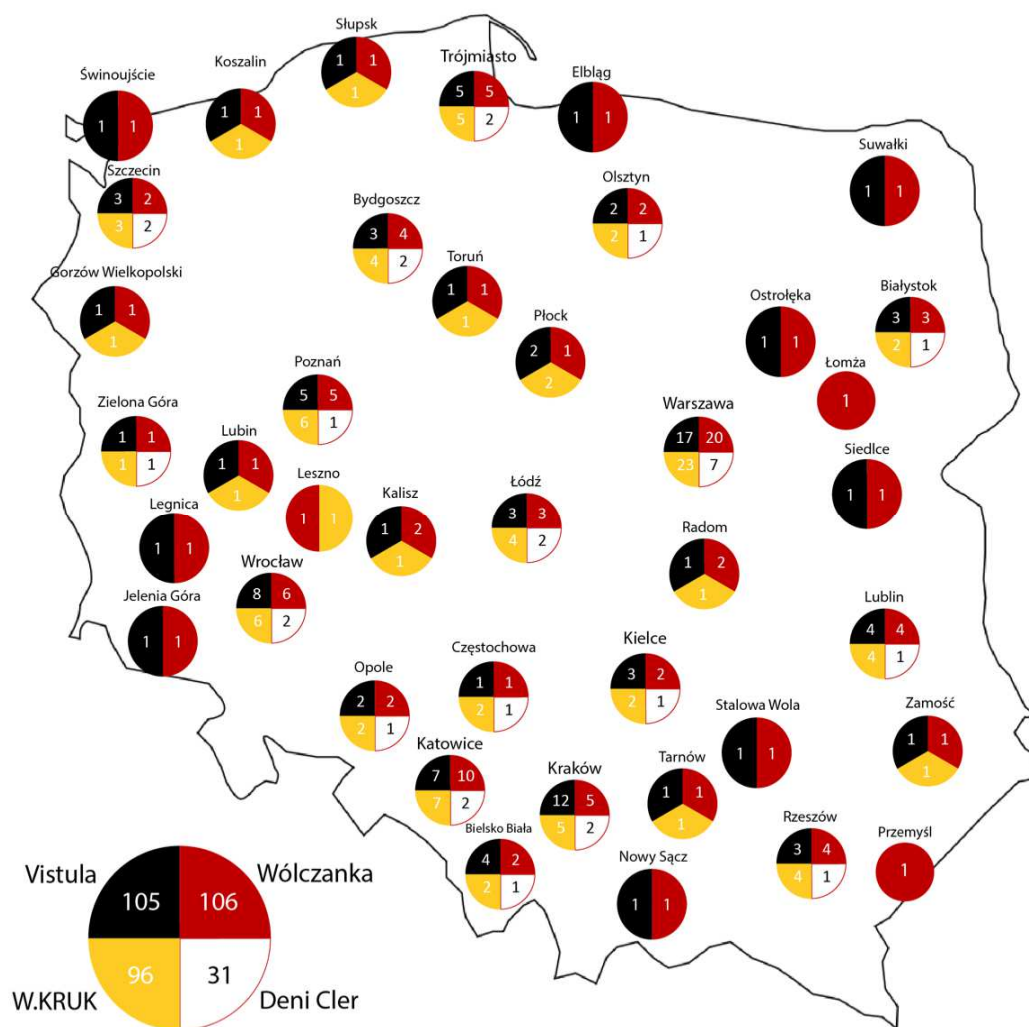 Słupsk
1 1
1
Koszalin
1 1
1
Trójmiasto
5 5
5 2
Świnoujście
1 1
Elbląg
1 1
Suwałki
1 1
Szczecin
3 2
3 2
Bydgoszcz
3 4
4 2
Olsztyn
2 2
2 1
Toruń
1 1
1
Gorzów Wielkopolski
1 1
1
Ostrołęka
1 1
Białystok
3 3
2 1
Płock
2 1
2
Łomża
1
Poznań
5 5
6 1
Zielona Góra
1 1
1 1
Warszawa
17 20
23 7
Lubin
1 1
1
Leszno
1 1
Kalisz
1 2
1
Łódź
3 3
4 2
Siedlce
1 1
Legnica
1 1
Radom
1 2
1
Wrocław
8 6
6 2
Jelenia Góra
1 1
Lublin
4 4
4 1
Częstochowa
1 1
2 1
Kielce
3 2
2 1
Opole
2 2
2 1
Stalowa Wola
1 1
Zamość
1 1
1
Katowice
7 10
7 2
Kraków
12 5
5 2
Tarnów
1 1
1
Bielsko Biała
4 2
2 1
Nowy Sącz
1 1
Rzeszów
3 4
4 1
Przemyśl
1
Vistula Wólczanka
105 106
96 31
W.KRUK Deni Cler